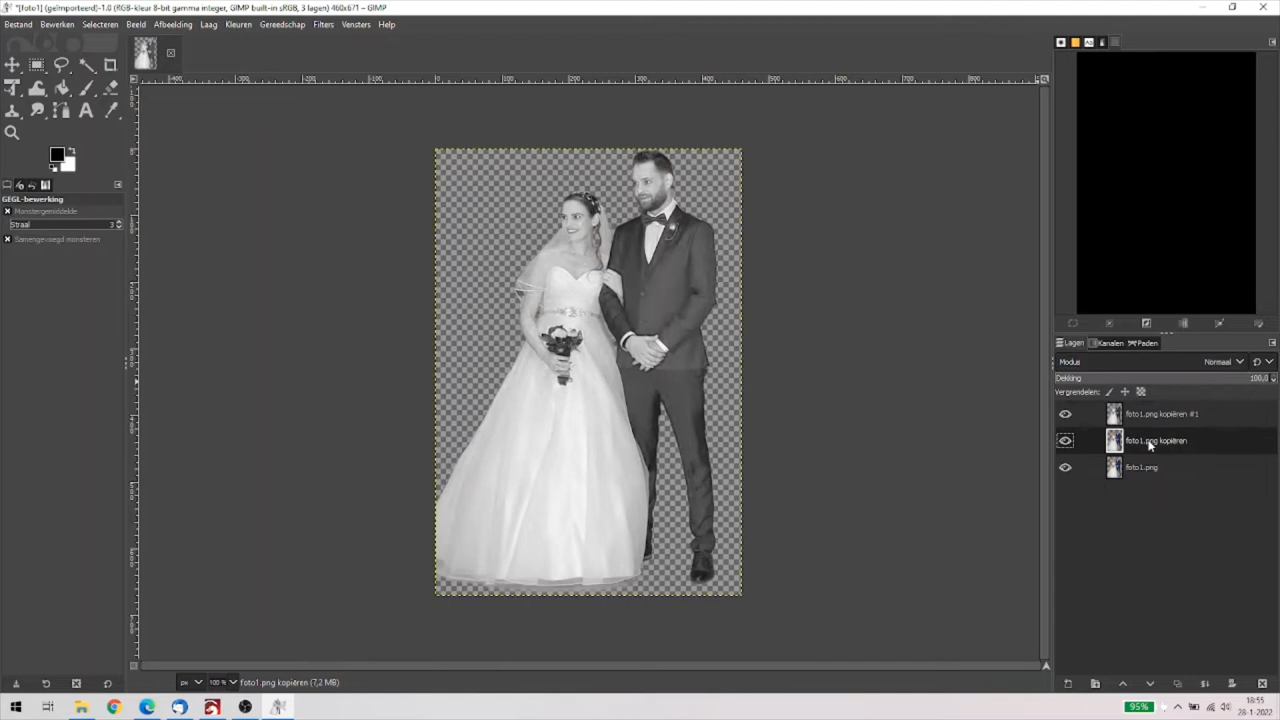 *[foto1] (geïmporteerd)-1.0 (RGB-kleur 8-bit gamma integer, GIMP built-in sRGB, 3 lagen) 460x671 – GIMP
Bestand Bewerken Selecteren Beeld Afbeelding Laag Kleuren Gereedschap Filters Vensters Help
GEGL-bewerking
Monstergemiddelde
Straal 3
Samengevoegd monsteren
Lagen Kanalen Paden
Modus Normaal
Dekking 100,0
Vergrendelen:
foto1.png kopiëren #1
foto1.png kopiëren
foto1.png
px 100 % foto1.png kopiëren (7,2 MB)
95% 18:55
28-1-2022